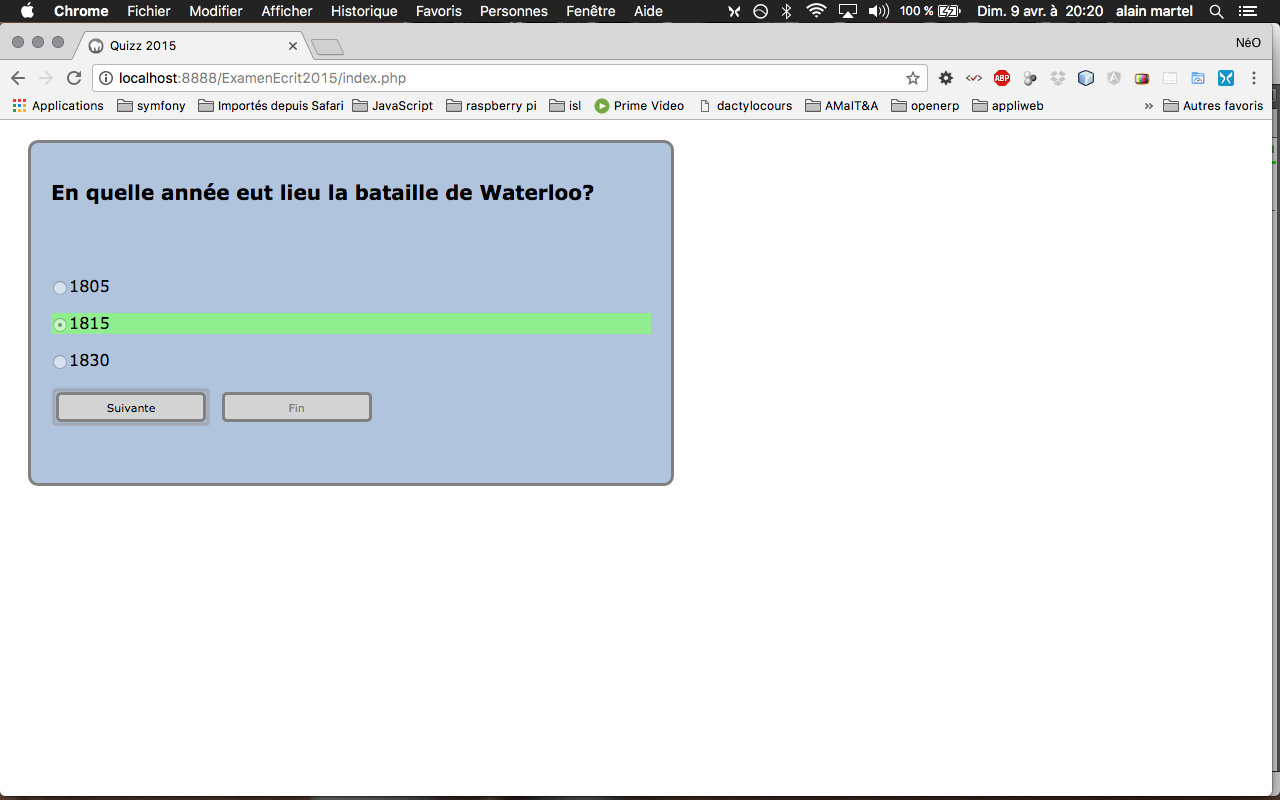 Chrome Fichier Modifier Afficher Historique Favoris Personnes Fenêtre Aide 100 % Dim. 9 avr. à 20:20 alain martel
Quizz 2015 NéO
localhost:8888/ExamenEcrit2015/index.php ABP
Applications symfony Importés depuis Safari JavaScript raspberry pi isl Prime Video dactylocours AMaIT&A openerp appliweb » Autres favoris
En quelle année eut lieu la bataille de Waterloo?
1805
1815
1830
Suivante Fin